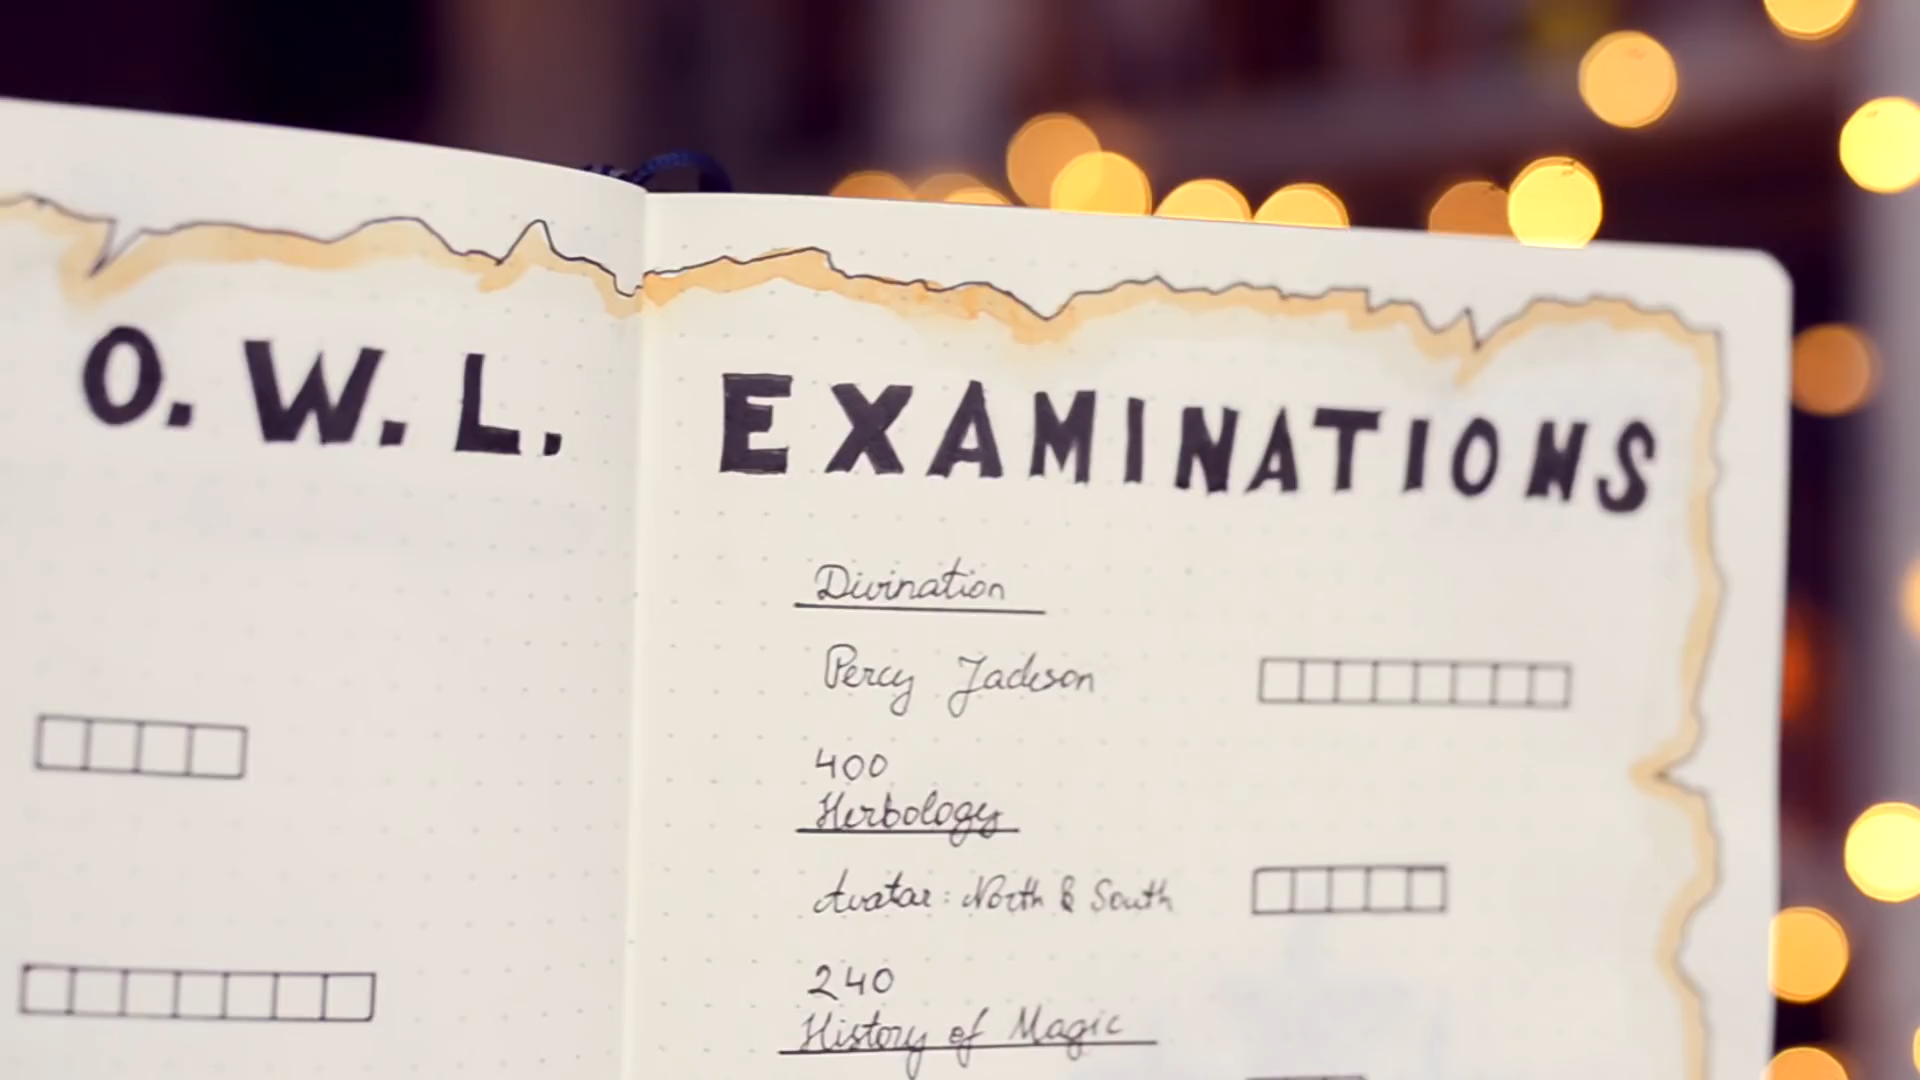 O. W. L. EXAMINATIONS
Divination
Percy Jackson
400
Herbology
Avatar: North & South
240
History of Magic